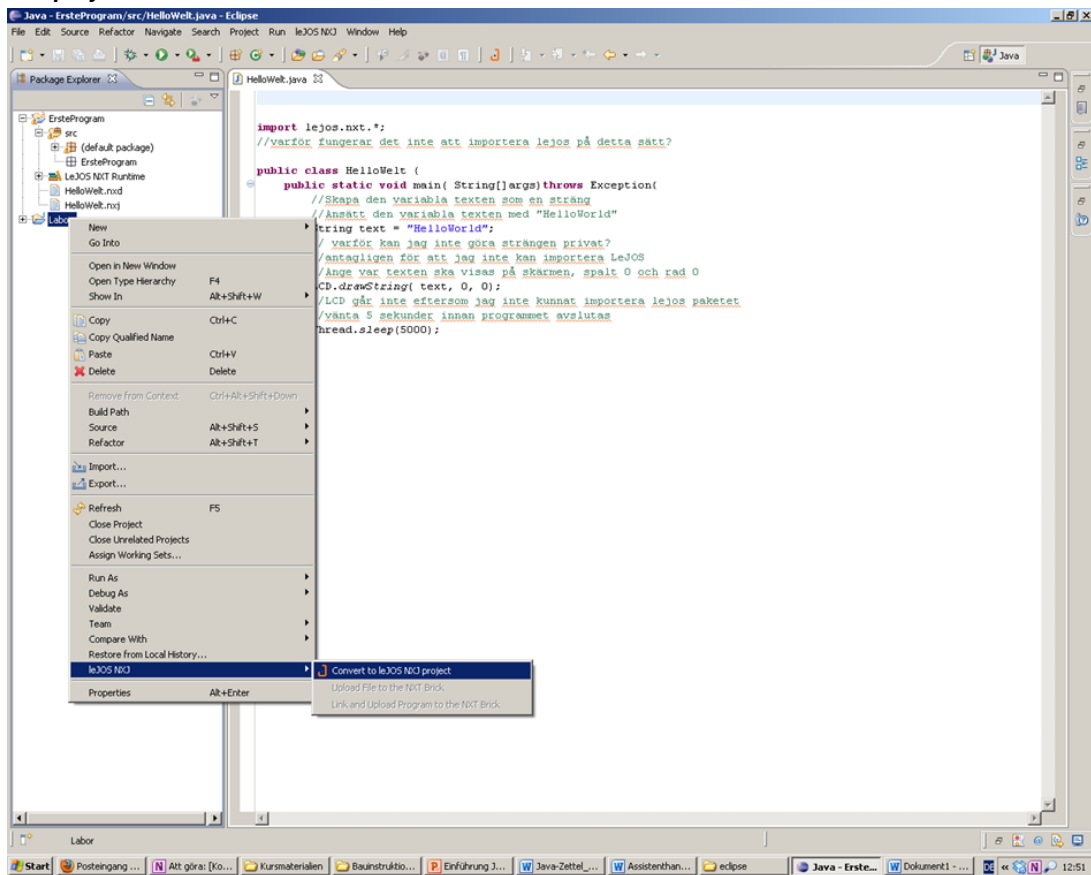 Java - ErsteProgram/src/HelloWelt.java - Eclipse
File Edit Source Refactor Navigate Search Project Run leJOS NXJ Window Help
Java
Package Explorer
HelloWelt.java
ErsteProgram
src
(default package)
ErsteProgram
LeJOS NXT Runtime
HelloWelt.nxd
HelloWelt.nxj
Labo
import lejos.nxt.*;
//varför fungerar det inte att importera lejos på detta sätt?
public class HelloWelt {
public static void main( String[]args)throws Exception{
//Skapa den variabla texten som en sträng
//Ansätt den variabla texten med "HelloWorld"
String text = "HelloWorld";
/ varför kan jag inte göra strängen privat?
/antagligen för att jag inte kan importera LeJOS
/Ange var texten ska visas på skärmen, spalt 0 och rad 0
CD.drawString( text, 0, 0);
/LCD går inte eftersom jag inte kunnat importera lejos paketet
/vänta 5 sekunder innan programmet avslutas
hread.sleep(5000);
New
Go Into
Open in New Window
Open Type Hierarchy F4
Show In Alt+Shift+W
Copy Ctrl+C
Copy Qualified Name
Paste Ctrl+V
Delete Delete
Remove from Context Ctrl+Alt+Shift+Down
Build Path
Source Alt+Shift+S
Refactor Alt+Shift+T
Import...
Export...
Refresh F5
Close Project
Close Unrelated Projects
Assign Working Sets...
Run As
Debug As
Validate
Team
Compare With
Restore from Local History...
leJOS NXJ
Properties Alt+Enter
Convert to leJOS NXJ project
Upload File to the NXT Brick
Link and Upload Program to the NXT Brick
Labor
Start Posteingang ... Att göra: [Ko... Kursmaterialien Bauinstruktio... Einführung J... Java-Zettel_... Assistenthan... eclipse Java - Erste... Dokument1 - ... DE 12:51